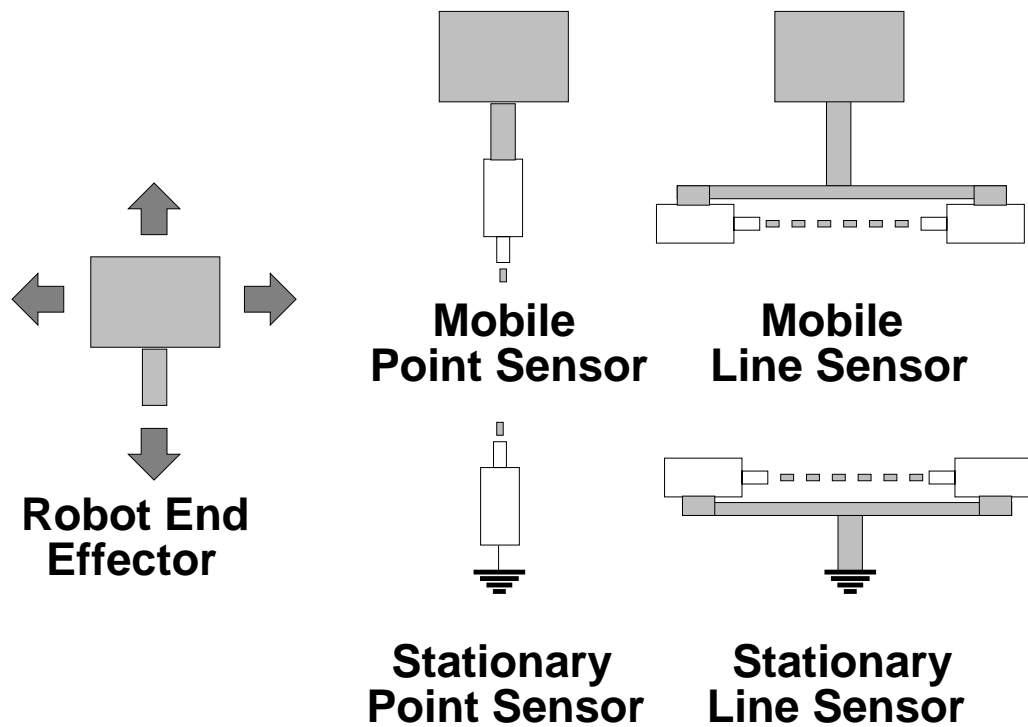 Mobile
Point Sensor
Mobile
Line Sensor
Robot End
Effector
Stationary
Point Sensor
Stationary
Line Sensor